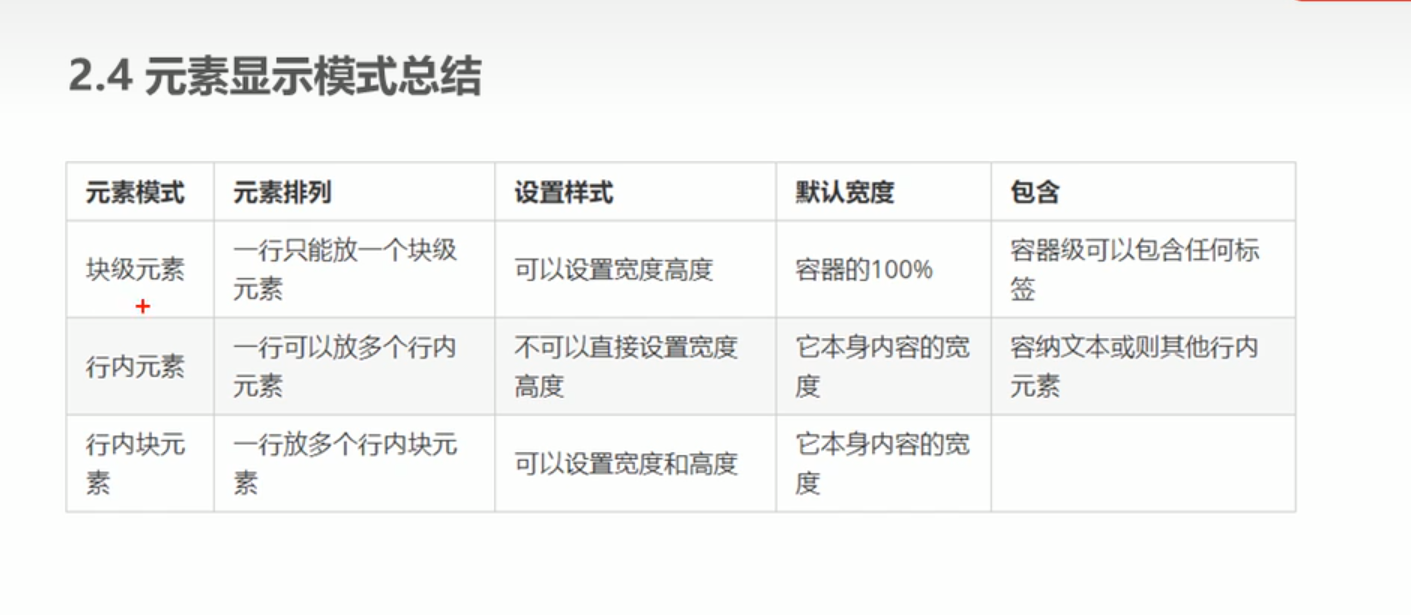 2.4 元素显示模式总结
元素模式 元素排列 设置样式 默认宽度 包含
块级元素 一行只能放一个块级 可以设置宽度高度 容器的100% 容器级可以包含任何标
元素 签
行内元素 一行可以放多个行内 不可以直接设置宽度 它本身内容的宽 容纳文本或则其他行内
元素 高度 度 元素
行内块元 一行放多个行内块元 可以设置宽度和高度 它本身内容的宽
素 素 度